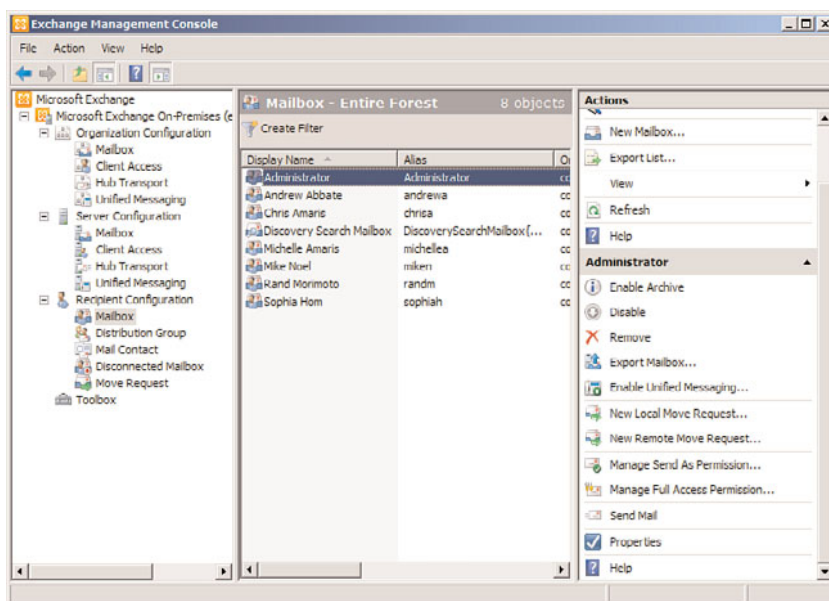 Exchange Management Console
File Action View Help
Microsoft Exchange
Microsoft Exchange On-Premises (e
Organization Configuration
Mailbox
Client Access
Hub Transport
Unified Messaging
Server Configuration
Mailbox
Client Access
Hub Transport
Unified Messaging
Recipient Configuration
Mailbox
Distribution Group
Mail Contact
Disconnected Mailbox
Move Request
Toolbox
Mailbox - Entire Forest 8 objects
Create Filter
Display Name Alias
Administrator Administrator
Andrew Abbate andrewa
Chris Amaris chrisa
Discovery Search Mailbox DiscoverySearchMailbox{...
Michelle Amaris michellea
Mike Noel miken
Rand Morimoto randm
Sophia Hom sophiah
Actions
New Mailbox...
Export List...
View
Refresh
Help
Administrator
Enable Archive
Disable
Remove
Export Mailbox...
Enable Unified Messaging...
New Local Move Request...
New Remote Move Request...
Manage Send As Permission...
Manage Full Access Permission...
Send Mail
Properties
Help